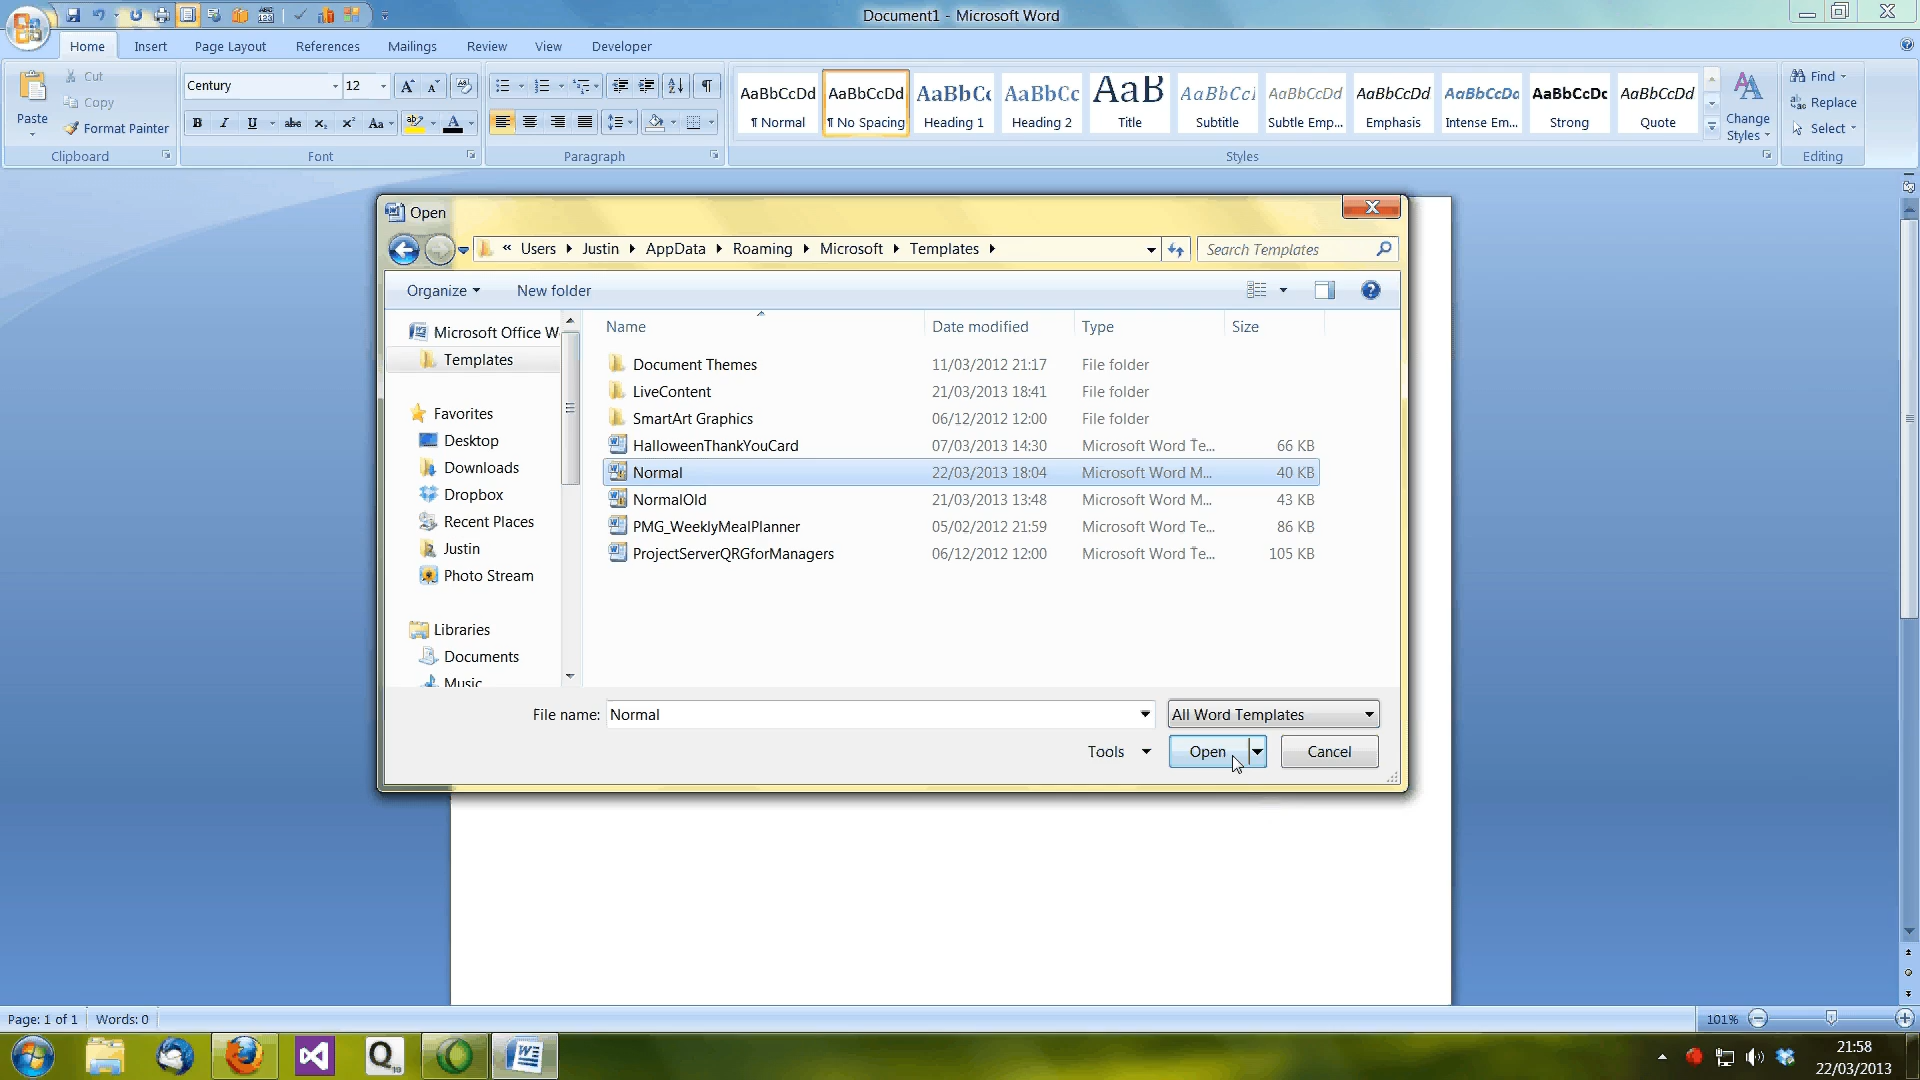 Document1 - Microsoft Word
Home Insert Page Layout References Mailings Review View Developer
Paste
Cut
Copy
Format Painter
Clipboard
Century 12
Font
Paragraph
AaBbCcDd AaBbCcDd AaBbCc AaBbCc AaB AaBbCcI AaBbCcDd AaBbCcDd AaBbCcDd AaBbCcDc AaBbCcDd
¶ Normal ¶ No Spacing Heading 1 Heading 2 Title Subtitle Subtle Emp... Emphasis Intense Em... Strong Quote
Change
Styles
Styles
Find
Replace
Select
Editing
Open
« Users Justin AppData Roaming Microsoft Templates
Search Templates
Organize New folder
Microsoft Office W
Templates
Favorites
Desktop
Downloads
Dropbox
Recent Places
Justin
Photo Stream
Libraries
Documents
Music
Name Date modified Type Size
Document Themes 11/03/2012 21:17 File folder
LiveContent 21/03/2013 18:41 File folder
SmartArt Graphics 06/12/2012 12:00 File folder
HalloweenThankYouCard 07/03/2013 14:30 Microsoft Word Te... 66 KB
Normal 22/03/2013 18:04 Microsoft Word M... 40 KB
NormalOld 21/03/2013 13:48 Microsoft Word M... 43 KB
PMG_WeeklyMealPlanner 05/02/2012 21:59 Microsoft Word Te... 86 KB
ProjectServerQRGforManagers 06/12/2012 12:00 Microsoft Word Te... 105 KB
File name: Normal All Word Templates
Tools Open Cancel
Page: 1 of 1 Words: 0 101%
21:58
22/03/2013